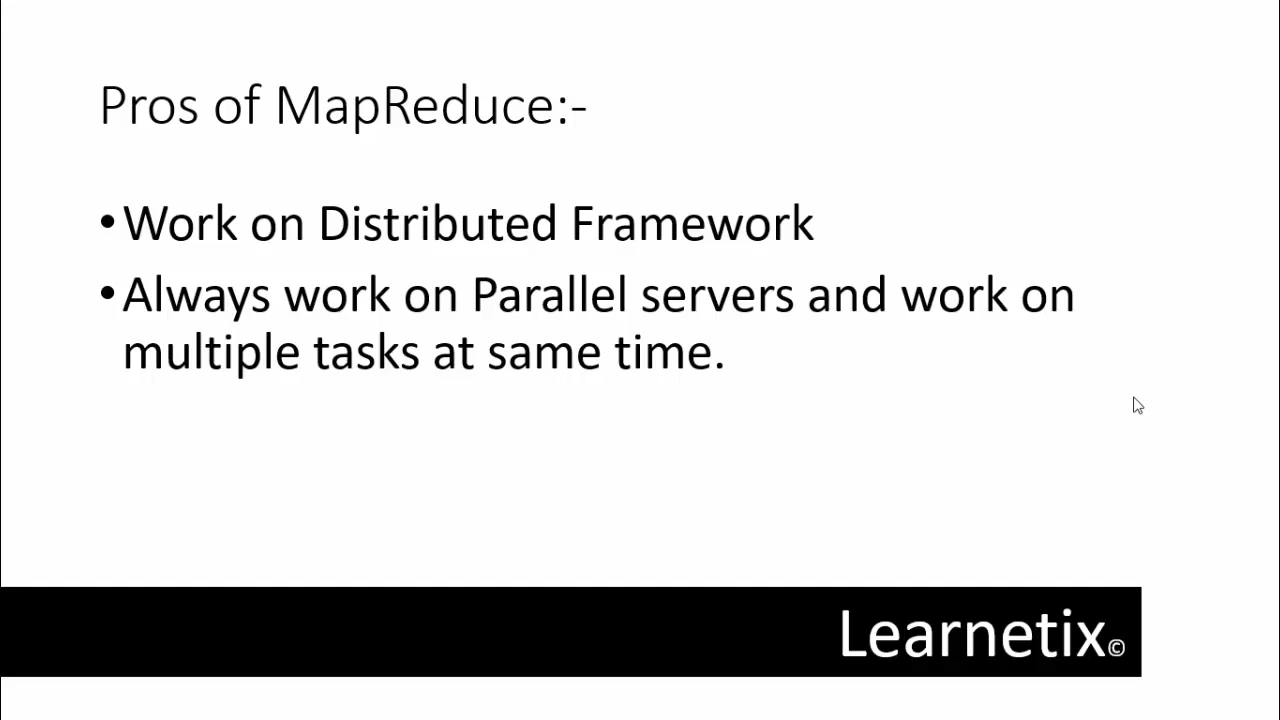 Pros of MapReduce:-
•Work on Distributed Framework
•Always work on Parallel servers and work on
multiple tasks at same time.
Learnetix©